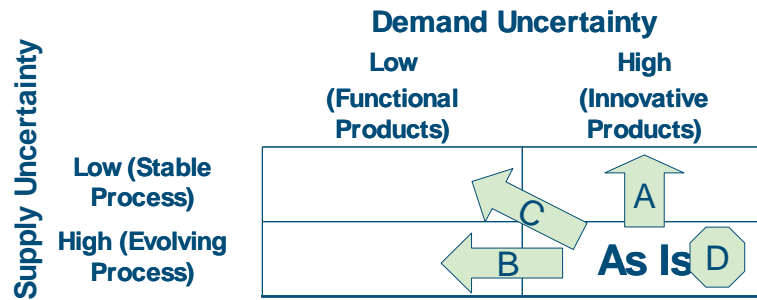 Demand Uncertainty
Low
(Functional
Products)
High
(Innovative
Products)
Supply Uncertainty
Low (Stable
Process)
High (Evolving
Process)
A
C
B
As Is
D